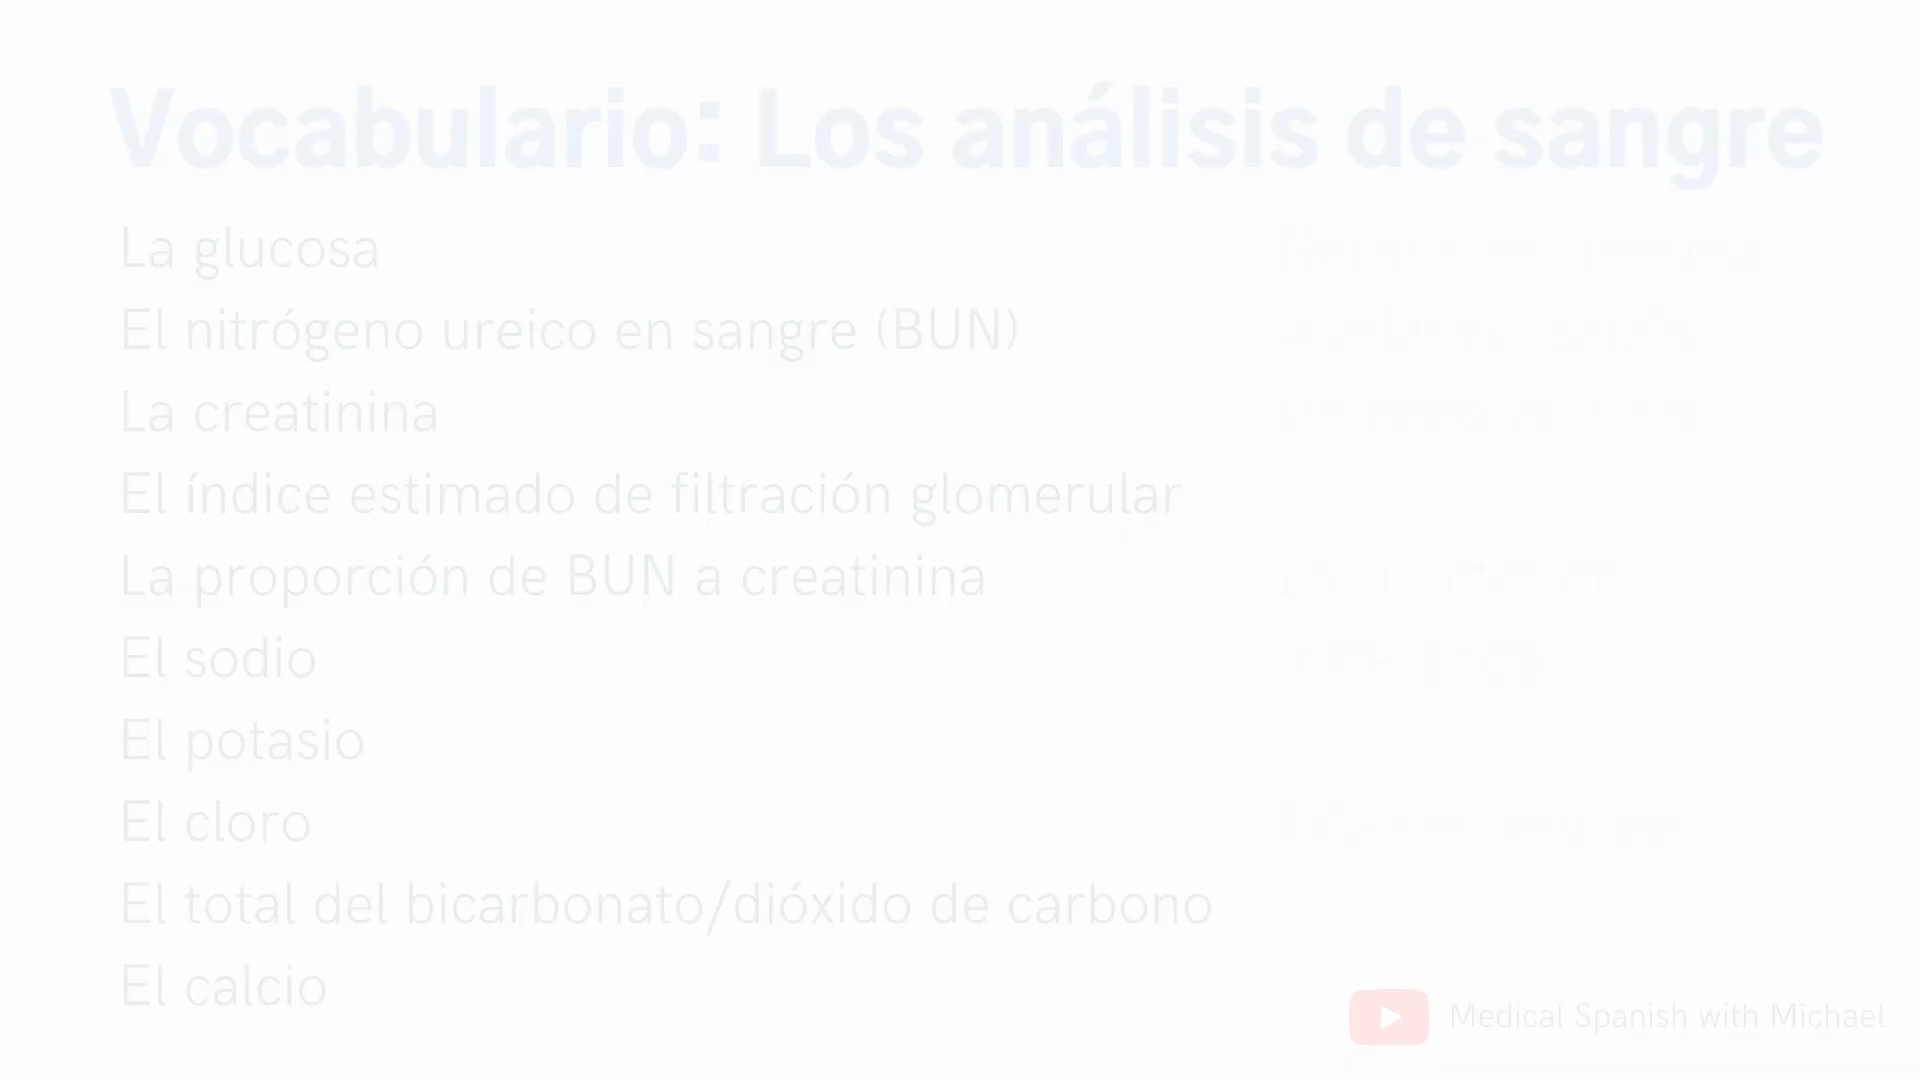 Vocabulario: Los análisis de sangre
La glucosa
El nitrógeno ureico en sangre (BUN)
La creatinina
El índice estimado de filtración glomerular
La proporción de BUN a creatinina
El sodio
El potasio
El cloro
El total del bicarbonato/dióxido de carbono
El calcio
Medical Spanish with Michael